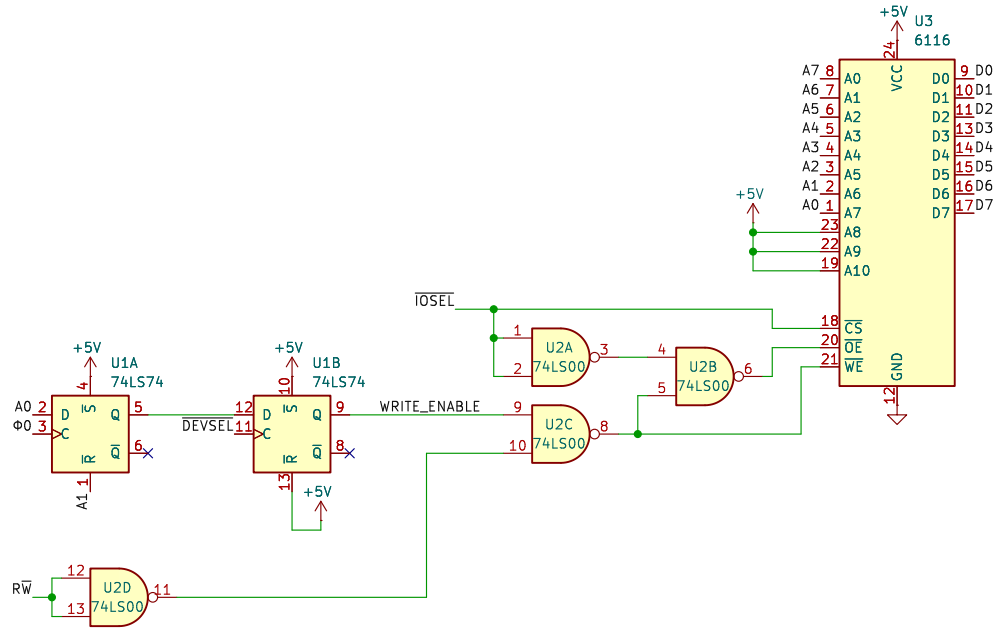 +5V
U3
6116
24
VCC
A7 8 A0 D0 9 D0
A6 7 A1 D1 10 D1
A5 6 A2 D2 11 D2
A4 5 A3 D3 13 D3
A3 4 A4 D4 14 D4
A2 3 A5 D5 15 D5
A1 2 A6 D6 16 D6
A0 1 A7 D7 17 D7
+5V
23 A8
22 A9
19 A10
IOSEL
18 CS
20 OE
21 WE
GND
12
1
2
U2A
74LS00
3
4
5
U2B
74LS00
6
+5V
U1A
74LS74
4
S
A0 2 D Q 5
Φ0 3 C
Q 6
R
1
A1
+5V
U1B
74LS74
10
S
12 D Q 9
DEVSEL 11 C
Q 8
R
13
+5V
WRITE_ENABLE
9
10
U2C
74LS00
8
RW
12
13
U2D
74LS00
11